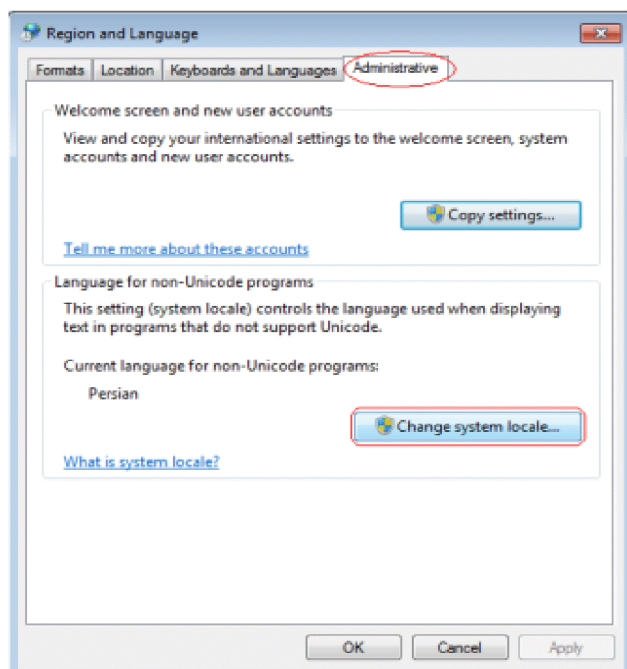 Region and Language
Formats Location Keyboards and Languages Administrative
Welcome screen and new user accounts
View and copy your international settings to the welcome screen, system
accounts and new user accounts.
Copy settings...
Tell me more about these accounts
Language for non-Unicode programs
This setting (system locale) controls the language used when displaying
text in programs that do not support Unicode.
Current language for non-Unicode programs:
Persian
Change system locale...
What is system locale?
OK Cancel Apply